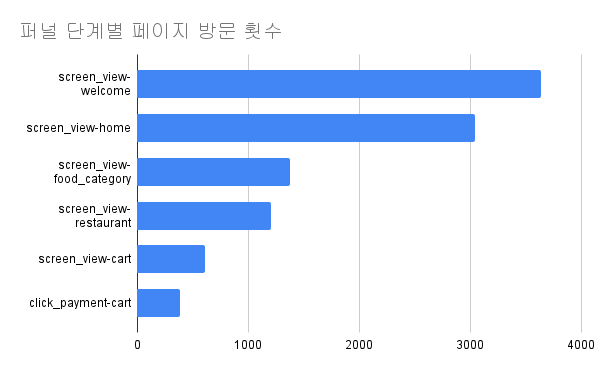 퍼널 단계별 페이지 방문 횟수
screen_view-
welcome
screen_view-home
screen_view-
food_category
screen_view-
restaurant
screen_view-cart
click_payment-cart
0
1000
2000
3000
4000